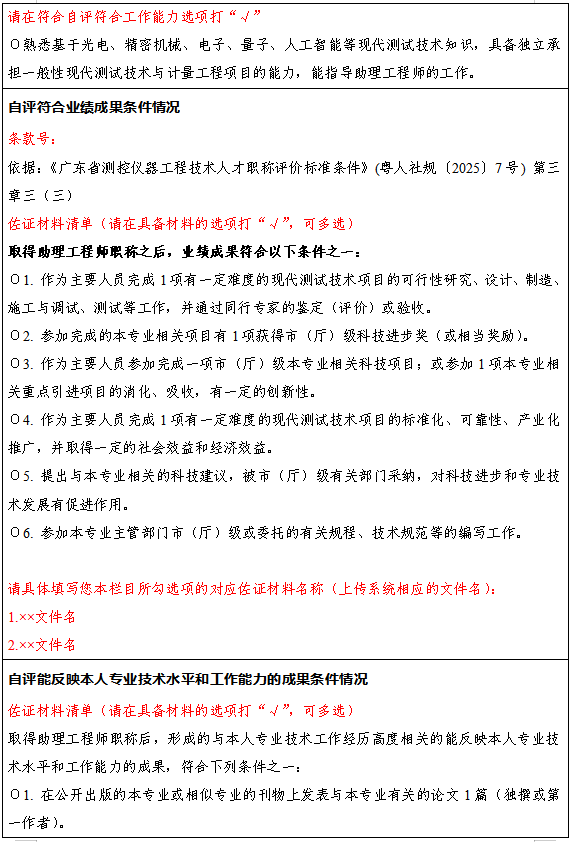 请在符合自评符合工作能力选项打“√”
○熟悉基于光电、精密机械、电子、量子、人工智能等现代测试技术知识，具备独立承
担一般性现代测试技术与计量工程项目的能力，能指导助理工程师的工作。
自评符合业绩成果条件情况
条款号：
依据：《广东省测控仪器工程技术人才职称评价标准条件》(粤人社规〔2025〕7号) 第三
章三（三）
佐证材料清单（请在具备材料的选项打“√”，可多选）
取得助理工程师职称之后，业绩成果符合以下条件之一：
○1. 作为主要人员完成1项有一定难度的现代测试技术项目的可行性研究、设计、制造、
施工与调试、测试等工作，并通过同行专家的鉴定（评价）或验收。
○2. 参加完成的本专业相关项目有1项获得市（厅）级科技进步奖（或相当奖励）。
○3. 作为主要人员参加完成一项市（厅）级本专业相关科技项目；或参加1项本专业相
关重点引进项目的消化、吸收，有一定的创新性。
○4. 作为主要人员完成1项有一定难度的现代测试技术项目的标准化、可靠性、产业化
推广，并取得一定的社会效益和经济效益。
○5. 提出与本专业相关的科技建议，被市（厅）级有关部门采纳，对科技进步和专业技
术发展有促进作用。
○6. 参加本专业主管部门市（厅）级或委托的有关规程、技术规范等的编写工作。
请具体填写您本栏目所勾选项的对应佐证材料名称（上传系统相应的文件名）：
1.××文件名
2.××文件名
自评能反映本人专业技术水平和工作能力的成果条件情况
佐证材料清单（请在具备材料的选项打“√”，可多选）
取得助理工程师职称后，形成的与本人专业技术工作经历高度相关的能反映本人专业技
术水平和工作能力的成果，符合下列条件之一：
○1. 在公开出版的本专业或相似专业的刊物上发表与本专业有关的论文1篇（独撰或第
一作者）。